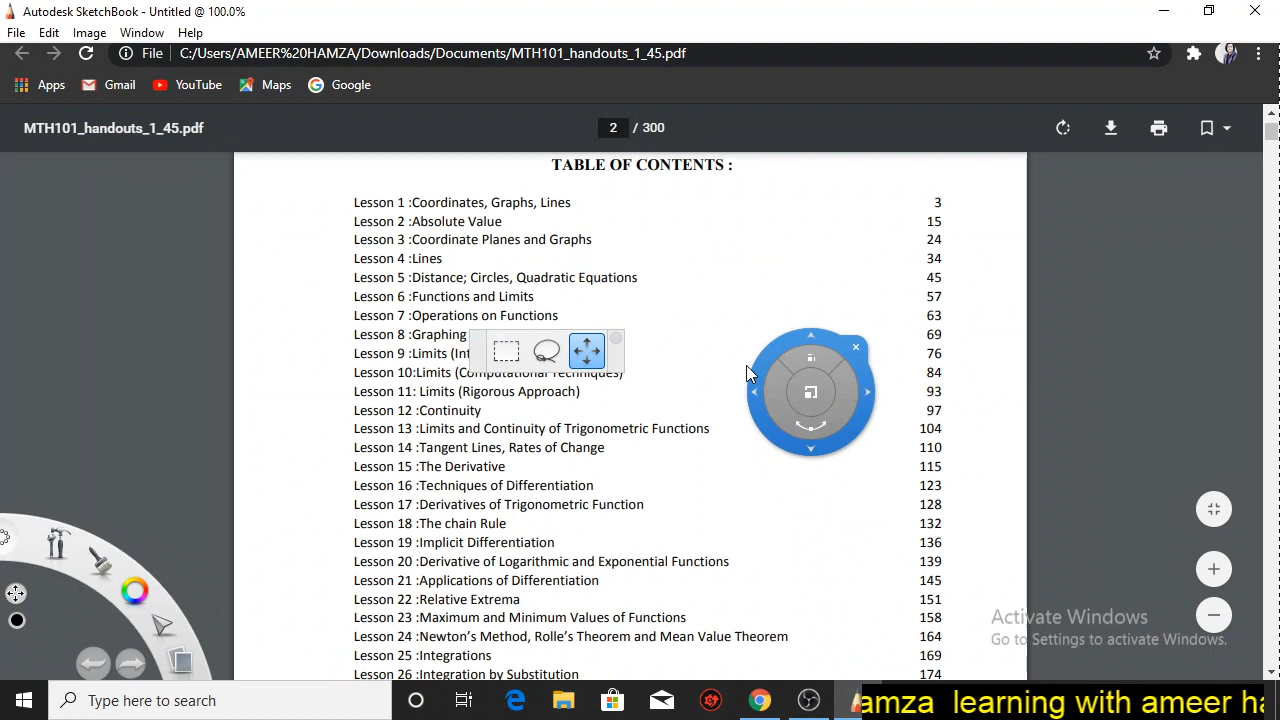 Autodesk SketchBook - Untitled @ 100.0%
File Edit Image Window Help
File C:/Users/AMEER%20HAMZA/Downloads/Documents/MTH101_handouts_1_45.pdf
Apps Gmail YouTube Maps Google
MTH101_handouts_1_45.pdf 2 / 300
TABLE OF CONTENTS :
Lesson 1 :Coordinates, Graphs, Lines 3
Lesson 2 :Absolute Value 15
Lesson 3 :Coordinate Planes and Graphs 24
Lesson 4 :Lines 34
Lesson 5 :Distance; Circles, Quadratic Equations 45
Lesson 6 :Functions and Limits 57
Lesson 7 :Operations on Functions 63
Lesson 8 :Graphing 69
Lesson 9 :Limits 76
Lesson 10:Limits (Computational Techniques) 84
Lesson 11: Limits (Rigorous Approach) 93
Lesson 12 :Continuity 97
Lesson 13 :Limits and Continuity of Trigonometric Functions 104
Lesson 14 :Tangent Lines, Rates of Change 110
Lesson 15 :The Derivative 115
Lesson 16 :Techniques of Differentiation 123
Lesson 17 :Derivatives of Trigonometric Function 128
Lesson 18 :The chain Rule 132
Lesson 19 :Implicit Differentiation 136
Lesson 20 :Derivative of Logarithmic and Exponential Functions 139
Lesson 21 :Applications of Differentiation 145
Lesson 22 :Relative Extrema 151
Lesson 23 :Maximum and Minimum Values of Functions 158
Lesson 24 :Newton's Method, Rolle's Theorem and Mean Value Theorem 164
Lesson 25 :Integrations 169
Lesson 26 :Integration by Substitution 174
Activate Windows
Go to Settings to activate Windows.
Type here to search
amza learning with ameer ha